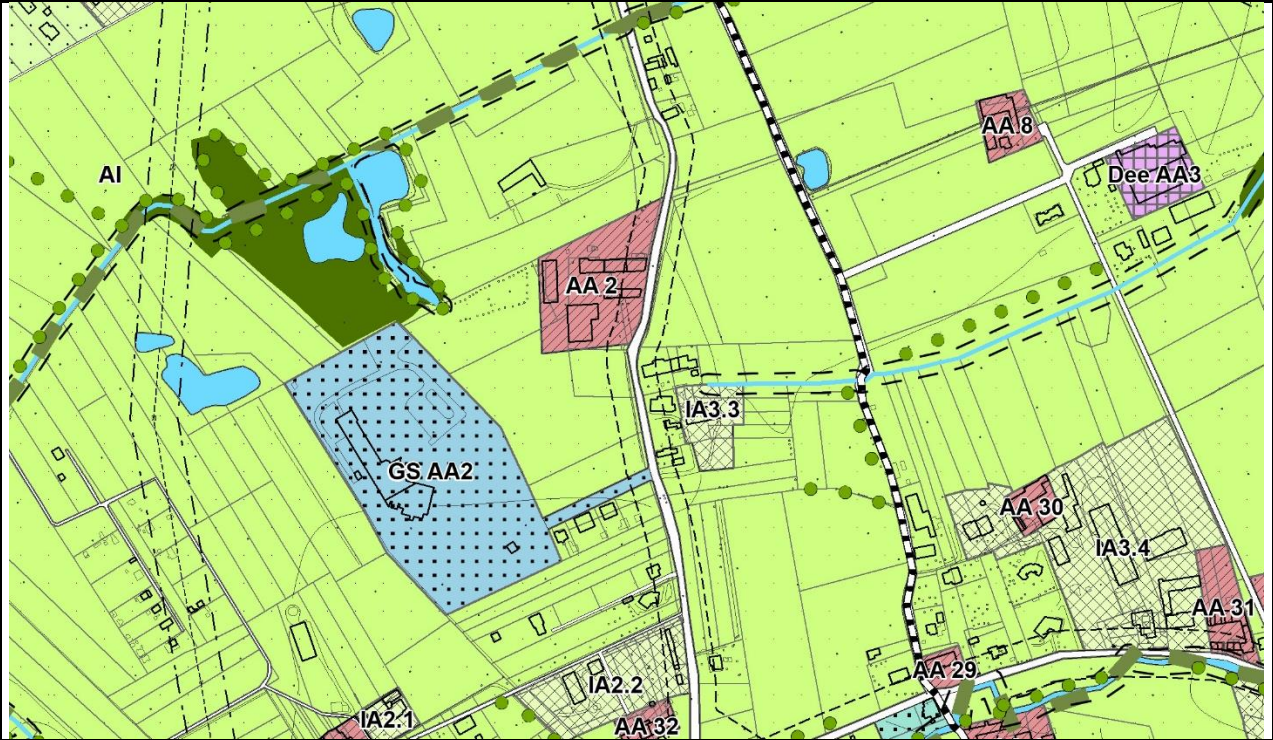 AA 8
AI
Dee AA3
AA 2
IA3.3
GS AA2
AA 30
IA3.4
AA 31
AA 29
IA2.2
IA2.1
AA 32